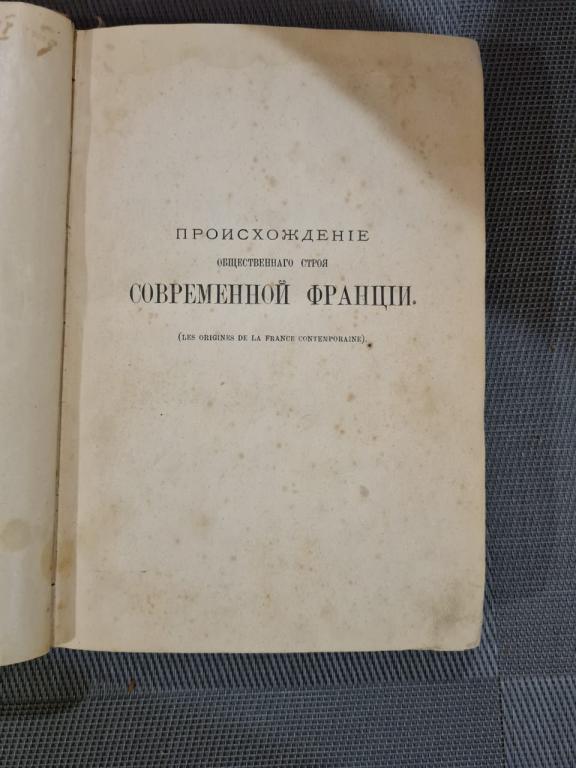 ПРОИСХОЖДЕНІЕ
ОБЩЕСТВЕННАГО СТРОЯ
СОВРЕМЕННОЙ ФРАНЦІИ.
(LES ORIGINES DE LA FRANCE CONTEMPORAINE).